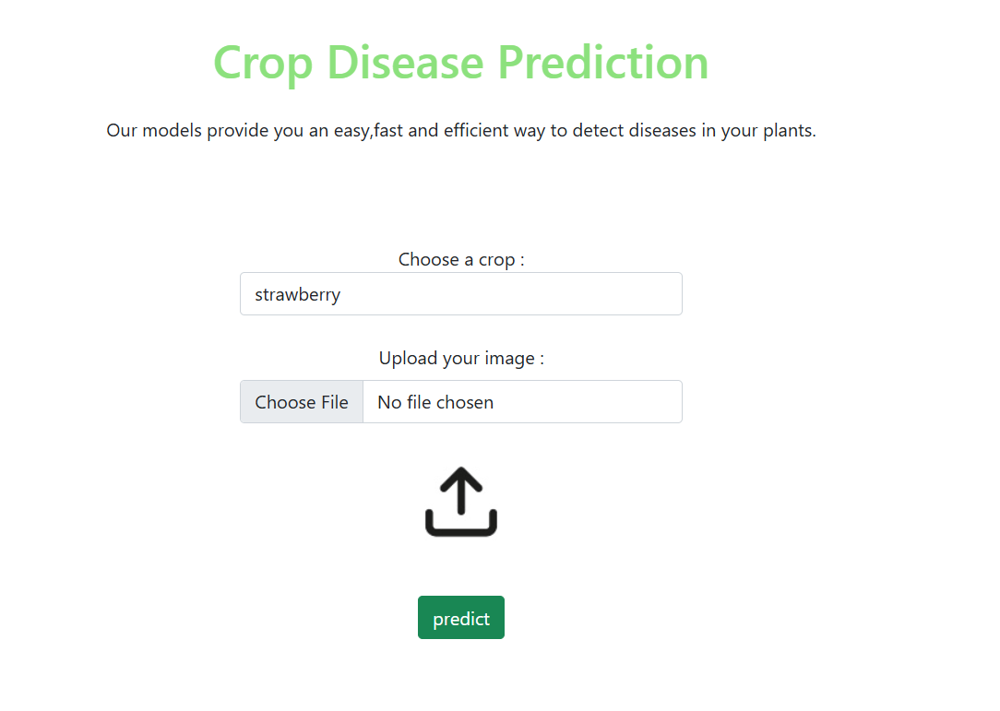 Crop Disease Prediction
Our models provide you an easy,fast and efficient way to detect diseases in your plants.
Choose a crop :
strawberry
Upload your image :
Choose File No file chosen
predict